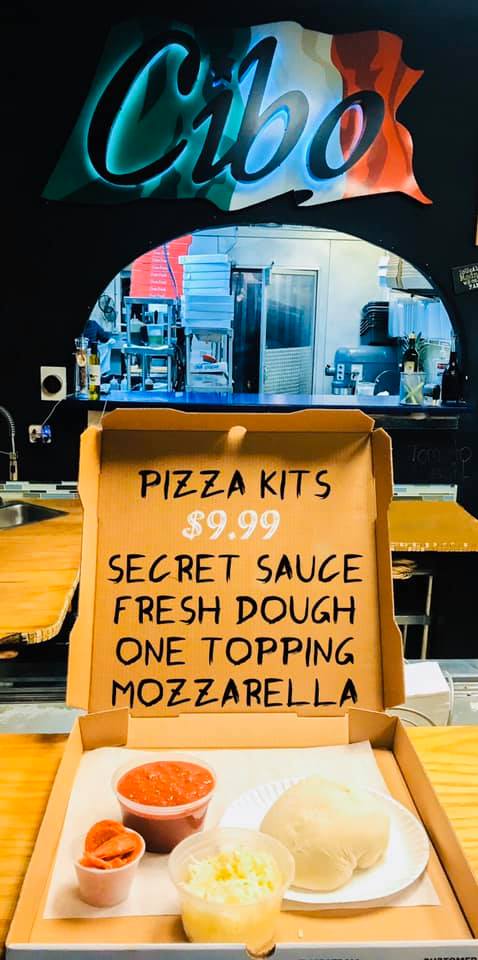 Cibo
PIZZA KITS
$9.99
SECRET SAUCE
FRESH DOUGH
ONE TOPPING
MOZZARELLA